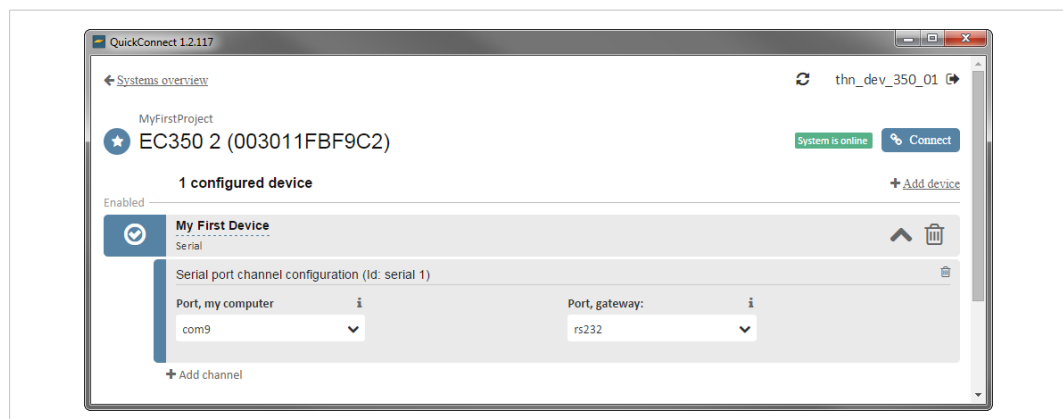 QuickConnect 1.2.117
Systems overview
thn_dev_350_01
MyFirstProject
EC350 2 (003011FBF9C2)
System is online
Connect
1 configured device
Add device
Enabled
My First Device
Serial
Serial port channel configuration (Id: serial 1)
Port, my computer
Port, gateway:
com9
rs232
Add channel